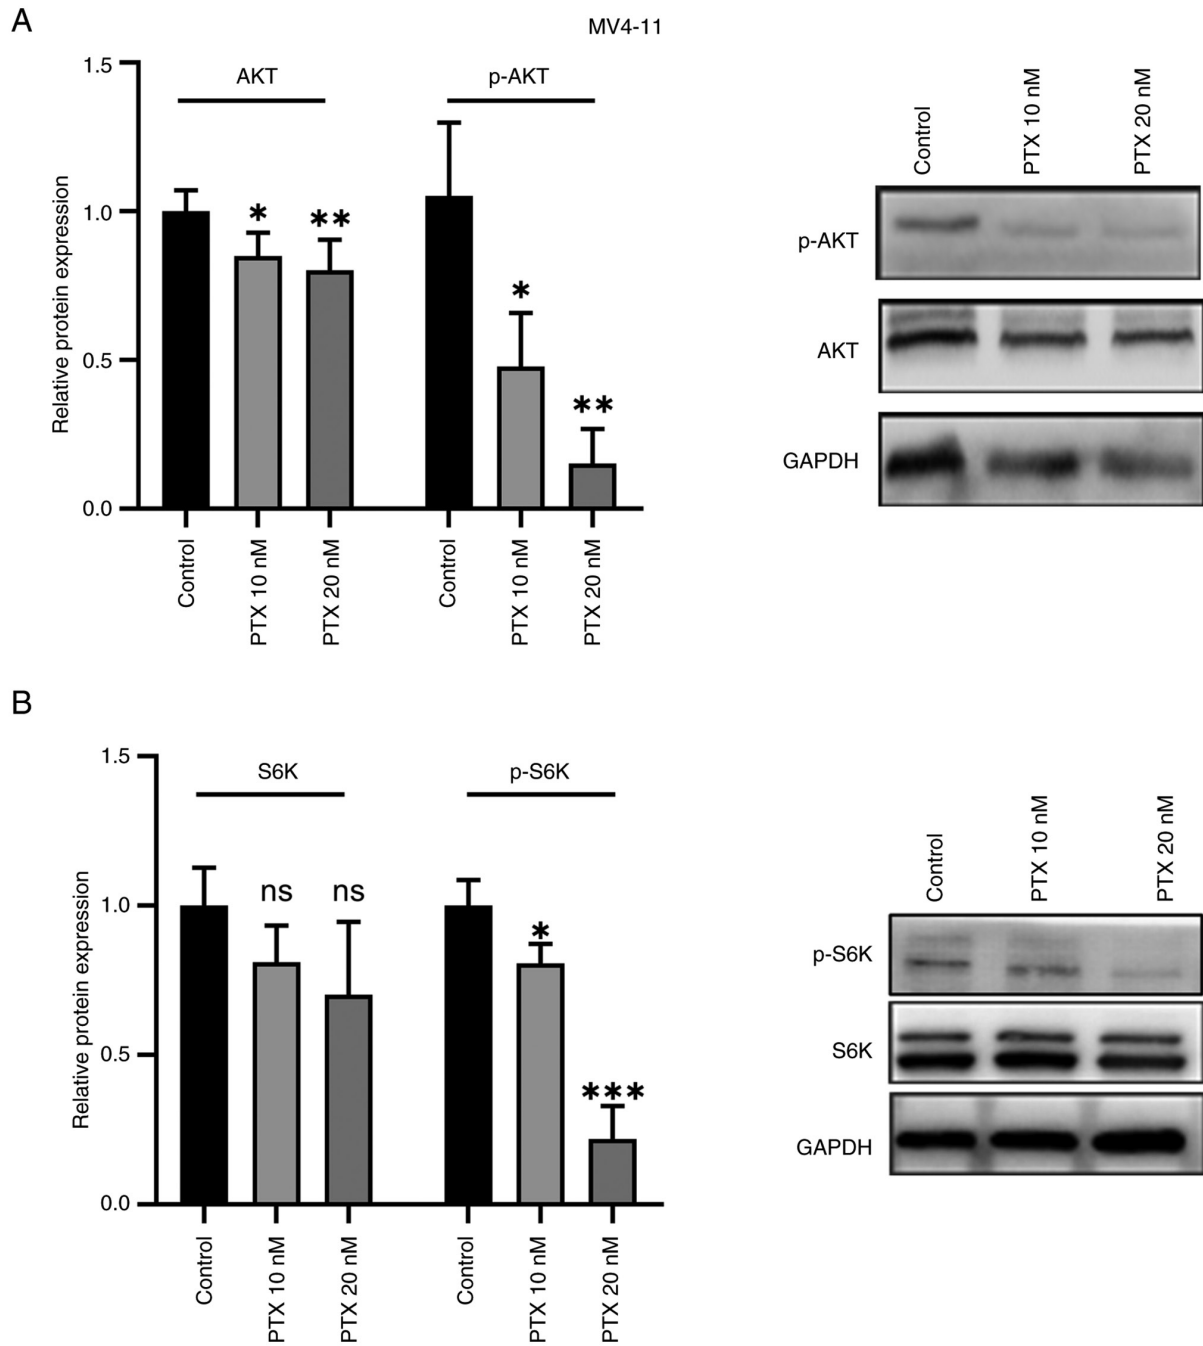 A
MV4-11
AKT
p-AKT
1.5
1.0
0.5
0.0
Relative protein expression
*
**
*
**
Control
PTX 10 nM
PTX 20 nM
Control
PTX 10 nM
PTX 20 nM
Control
PTX 10 nM
PTX 20 nM
p-AKT
AKT
GAPDH
B
S6K
p-S6K
1.5
1.0
0.5
0.0
Relative protein expression
ns
ns
*
***
Control
PTX 10 nM
PTX 20 nM
Control
PTX 10 nM
PTX 20 nM
Control
PTX 10 nM
PTX 20 nM
p-S6K
S6K
GAPDH